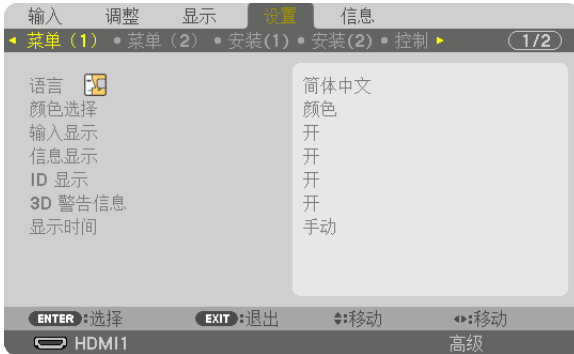 输入 调整 显示 设置 信息
◄ 菜单（1） ● 菜单（2） ● 安装(1) ● 安装(2) ● 控制 ► 1/2
语言 简体中文
颜色选择 颜色
输入显示 开
信息显示 开
ID 显示 开
3D 警告信息 开
显示时间 手动
ENTER :选择 EXIT :退出 :移动 :移动
HDMI1 高级